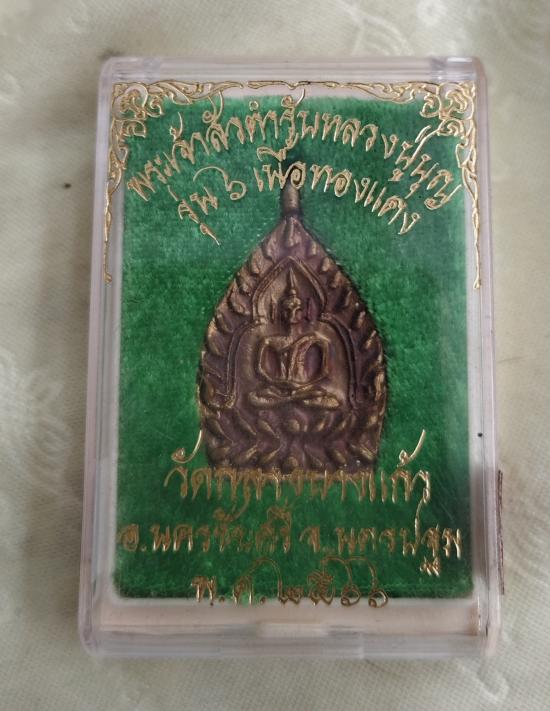 พระเจ้าสัวตำรับหลวงปู่บุญ
รุ่น ๖ เนื้อทองแดง
วัดกลางบางแก้ว
อ.นครชัยศรี จ.นครปฐม
พ.ศ.๒๕๖๖